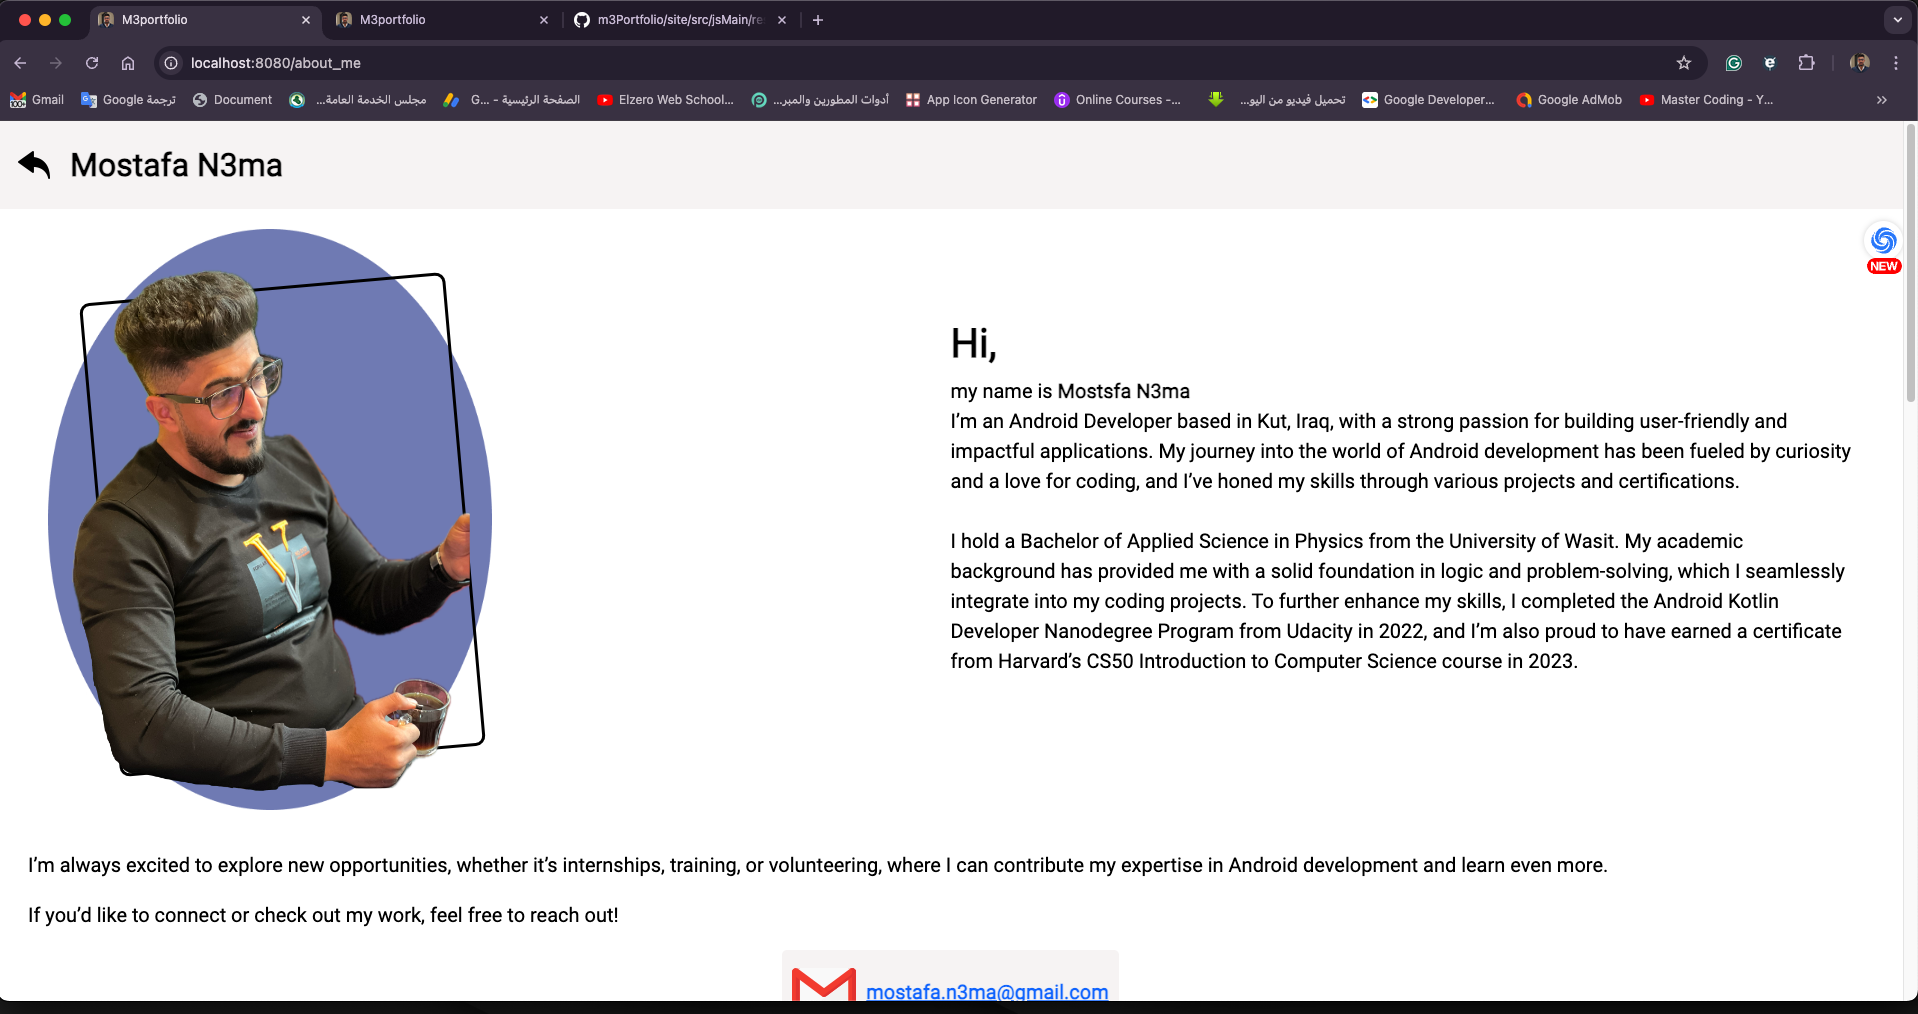 M3portfolio
M3portfolio
m3Portfolio/site/src/jsMain/re
localhost:8080/about_me
Gmail
ترجمة Google
Document
مجلس الخدمة العامة...
الصفحة الرئيسية - G...
Elzero Web School...
أدوات المطورين والمبر...
App Icon Generator
Online Courses -...
تحميل فيديو من اليو...
Google Developer...
Google AdMob
Master Coding - Y...
Mostafa N3ma
NEW
Hi,
my name is Mostsfa N3ma
I’m an Android Developer based in Kut, Iraq, with a strong passion for building user-friendly and
impactful applications. My journey into the world of Android development has been fueled by curiosity
and a love for coding, and I’ve honed my skills through various projects and certifications.
I hold a Bachelor of Applied Science in Physics from the University of Wasit. My academic
background has provided me with a solid foundation in logic and problem-solving, which I seamlessly
integrate into my coding projects. To further enhance my skills, I completed the Android Kotlin
Developer Nanodegree Program from Udacity in 2022, and I’m also proud to have earned a certificate
from Harvard’s CS50 Introduction to Computer Science course in 2023.
I’m always excited to explore new opportunities, whether it’s internships, training, or volunteering, where I can contribute my expertise in Android development and learn even more.
If you’d like to connect or check out my work, feel free to reach out!
mostafa.n3ma@gmail.com